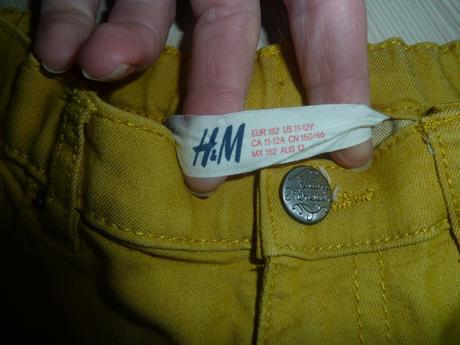 H&M
EUR 152 US 11-12Y
CA 11-12A CN 150/66
MX 152 AUS 12